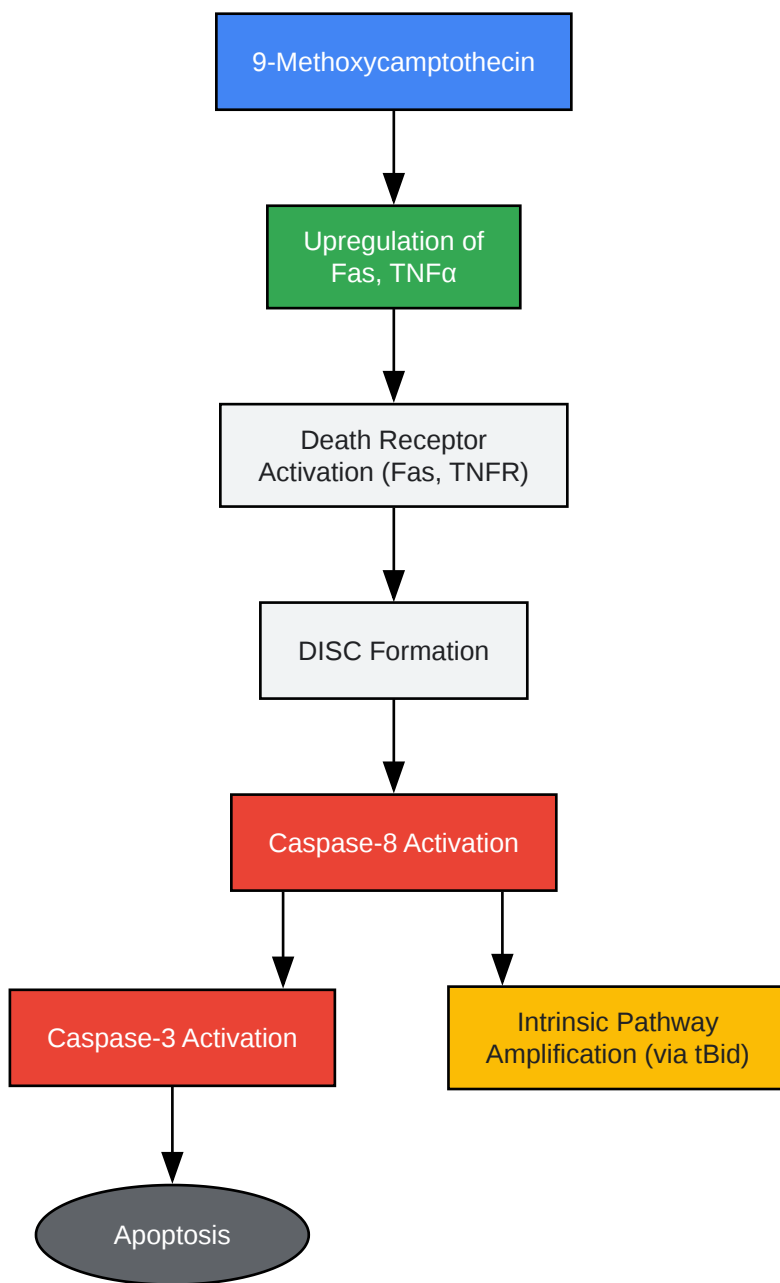 9-Methoxycamptothecin
Upregulation of
Fas, TNFα
Death Receptor
Activation (Fas, TNFR)
DISC Formation
Caspase-8 Activation
Caspase-3 Activation
Intrinsic Pathway
Amplification (via tBid)
Apoptosis